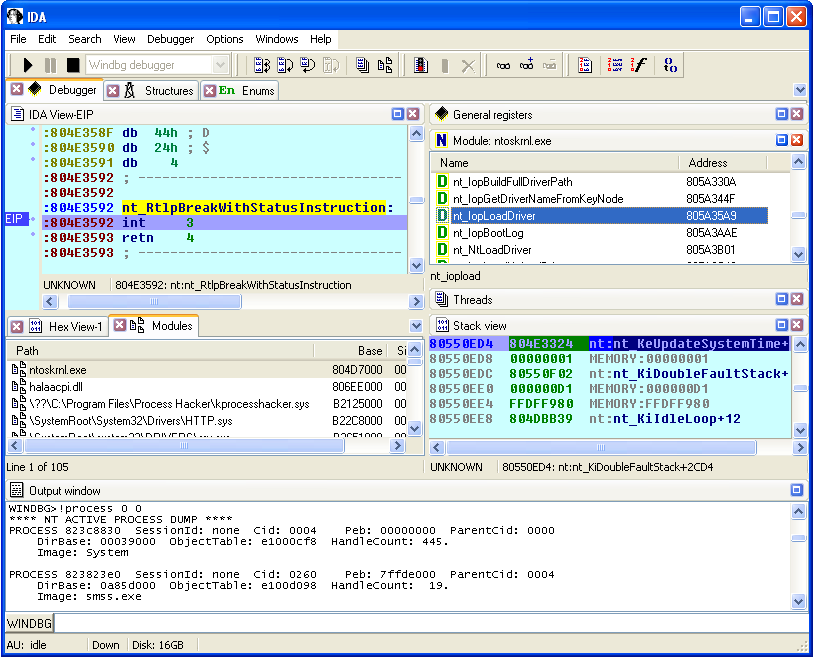 IDA
File Edit Search View Debugger Options Windows Help
Windbg debugger
Debugger Structures En Enums
IDA View-EIP
:804E358F db 44h ; D
:804E3590 db 24h ; $
:804E3591 db 4
:804E3592 ; ---------------------------------
:804E3592
:804E3592 nt_RtlpBreakWithStatusInstruction:
EIP :804E3592 int 3
:804E3593 retn 4
:804E3593 ; ---------------------------------
UNKNOWN 804E3592: nt:nt_RtlpBreakWithStatusInstruction
General registers
Module: ntoskrnl.exe
Name Address
D nt_IopBuildFullDriverPath 805A330A
D nt_IopGetDriverNameFromKeyNode 805A344F
D nt_IopLoadDriver 805A35A9
D nt_IopBootLog 805A3AAE
D nt_NtLoadDriver 805A3B01
nt_iopload
Threads
Hex View-1 Modules
Path Base Si
ntoskrnl.exe 804D7000 00
halaacpi.dll 806EE000 00
\??\C:\Program Files\Process Hacker\kprocesshacker.sys B2125000 00
\SystemRoot\System32\Drivers\HTTP.sys B22C8000 00
Line 1 of 105
Stack view
80550ED4 804E3324 nt:nt_KeUpdateSystemTime+
80550ED8 00000001 MEMORY:00000001
80550EDC 80550F02 nt:nt_KiDoubleFaultStack+
80550EE0 000000D1 MEMORY:000000D1
80550EE4 FFDFF980 MEMORY:FFDFF980
80550EE8 804DBB39 nt:nt_KiIdleLoop+12
UNKNOWN 80550ED4: nt:nt_KiDoubleFaultStack+2CD4
Output window
WINDBG>!process 0 0
**** NT ACTIVE PROCESS DUMP ****
PROCESS 823c8830 SessionId: none Cid: 0004 Peb: 00000000 ParentCid: 0000
DirBase: 00039000 ObjectTable: e1000cf8 HandleCount: 445.
Image: System
PROCESS 823823e0 SessionId: none Cid: 0260 Peb: 7ffde000 ParentCid: 0004
DirBase: 0a85d000 ObjectTable: e100d098 HandleCount: 19.
Image: smss.exe
WINDBG
AU: idle Down Disk: 16GB